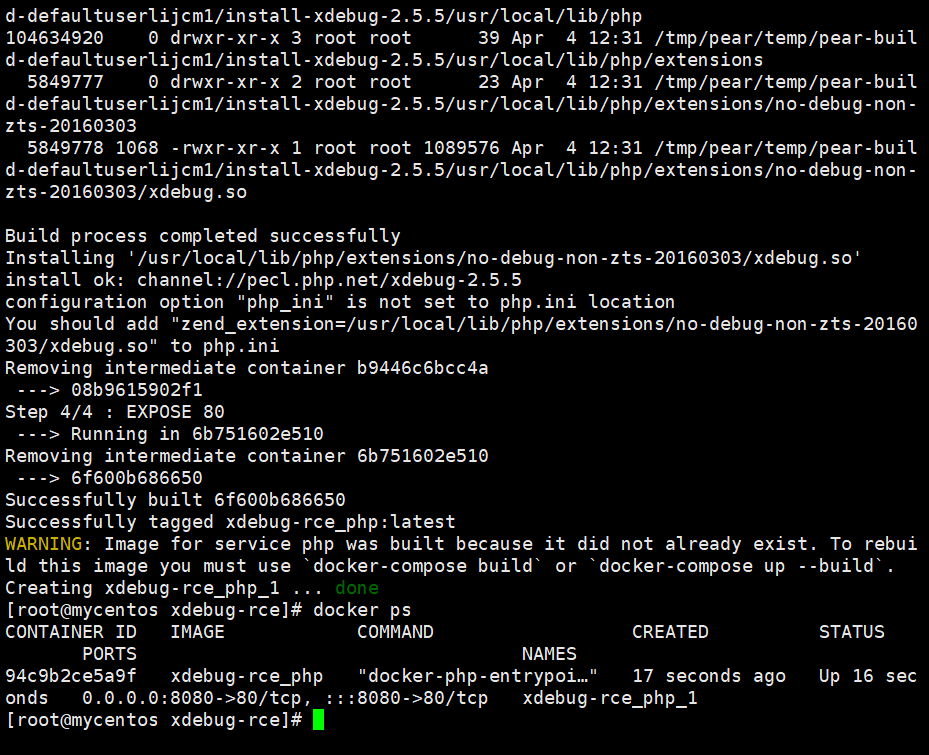 d-defaultuserlijcm1/install-xdebug-2.5.5/usr/local/lib/php
104634920    0 drwxr-xr-x 3 root root      39 Apr  4 12:31 /tmp/pear/temp/pear-buil
d-defaultuserlijcm1/install-xdebug-2.5.5/usr/local/lib/php/extensions
  5849777    0 drwxr-xr-x 2 root root      23 Apr  4 12:31 /tmp/pear/temp/pear-buil
d-defaultuserlijcm1/install-xdebug-2.5.5/usr/local/lib/php/extensions/no-debug-non-
zts-20160303
  5849778 1068 -rwxr-xr-x 1 root root 1089576 Apr  4 12:31 /tmp/pear/temp/pear-buil
d-defaultuserlijcm1/install-xdebug-2.5.5/usr/local/lib/php/extensions/no-debug-non-
zts-20160303/xdebug.so

Build process completed successfully
Installing '/usr/local/lib/php/extensions/no-debug-non-zts-20160303/xdebug.so'
install ok: channel://pecl.php.net/xdebug-2.5.5
configuration option "php_ini" is not set to php.ini location
You should add "zend_extension=/usr/local/lib/php/extensions/no-debug-non-zts-20160
303/xdebug.so" to php.ini
Removing intermediate container b9446c6bcc4a
 ---> 08b9615902f1
Step 4/4 : EXPOSE 80
 ---> Running in 6b751602e510
Removing intermediate container 6b751602e510
 ---> 6f600b686650
Successfully built 6f600b686650
Successfully tagged xdebug-rce_php:latest
WARNING: Image for service php was built because it did not already exist. To rebui
ld this image you must use `docker-compose build` or `docker-compose up --build`.
Creating xdebug-rce_php_1 ... done
[root@mycentos xdebug-rce]# docker ps
CONTAINER ID   IMAGE            COMMAND                  CREATED          STATUS
       PORTS                                   NAMES
94c9b2ce5a9f   xdebug-rce_php   "docker-php-entrypoi…"   17 seconds ago   Up 16 sec
onds   0.0.0.0:8080->80/tcp, :::8080->80/tcp   xdebug-rce_php_1
[root@mycentos xdebug-rce]#